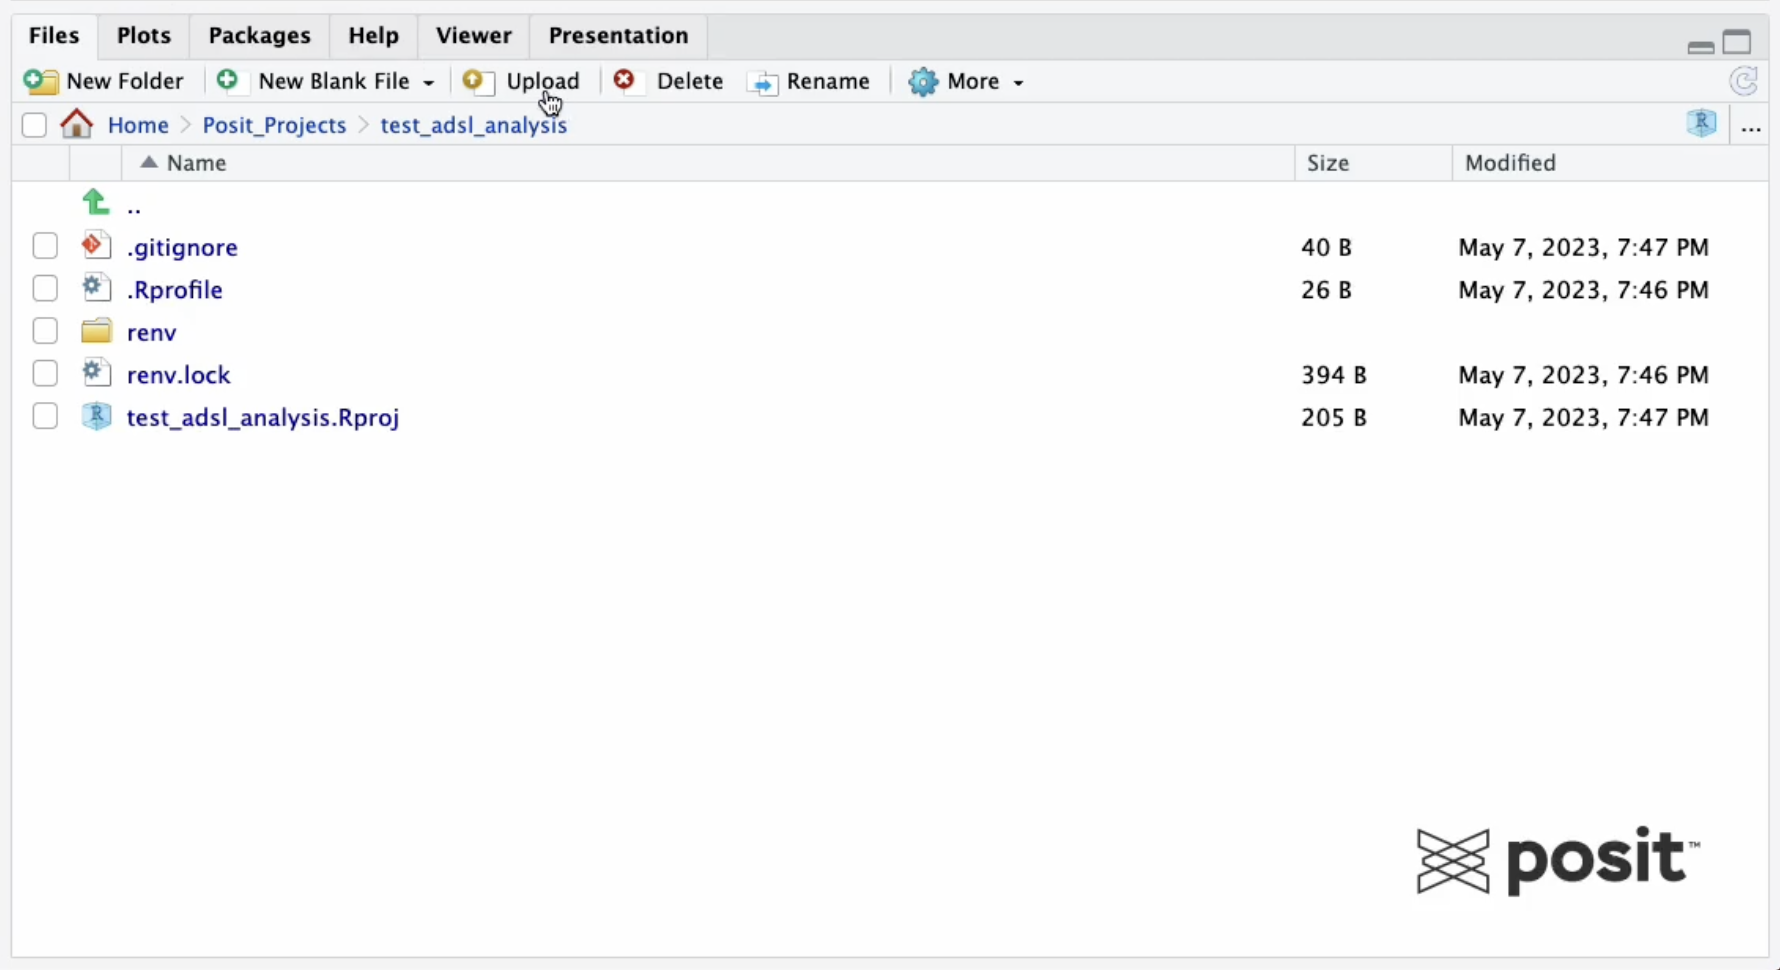 Files Plots Packages Help Viewer Presentation
New Folder New Blank File Upload Delete Rename More
Home > Posit_Projects > test_adsl_analysis ...
Name Size Modified
..
.gitignore 40 B May 7, 2023, 7:47 PM
.Rprofile 26 B May 7, 2023, 7:46 PM
renv
renv.lock 394 B May 7, 2023, 7:46 PM
test_adsl_analysis.Rproj 205 B May 7, 2023, 7:47 PM
posit™